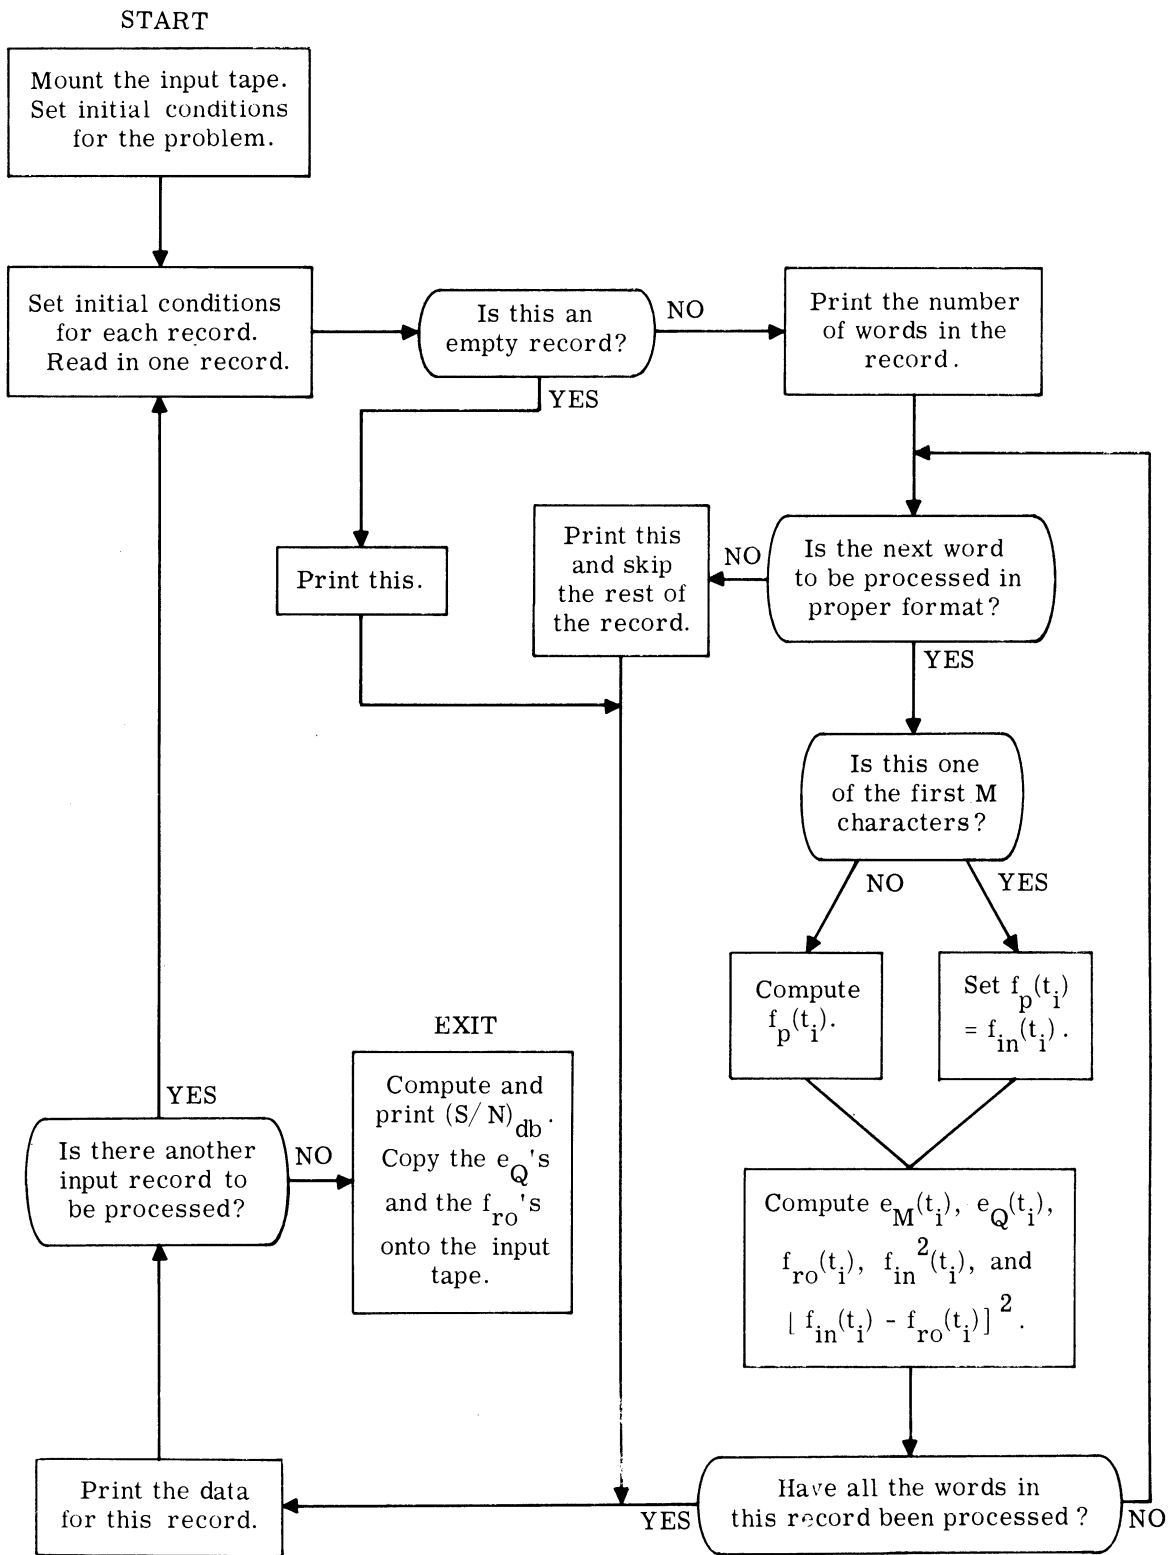 START
Mount the input tape.
Set initial conditions
for the problem.
Set initial conditions
for each record.
Read in one record.
Is this an
empty record?
NO
YES
Print the number
of words in the
record.
Print this.
Print this
and skip
the rest of
the record.
NO
Is the next word
to be processed in
proper format?
YES
Is this one
of the first M
characters?
NO
YES
Compute
f_p(t_i).
Set f_p(t_i)
= f_in(t_i).
EXIT
Compute and
print (S/N)_db.
Copy the e_Q's
and the f_ro's
onto the input
tape.
YES
Is there another
input record to
be processed?
NO
Compute e_M(t_i), e_Q(t_i),
f_ro(t_i), f_in^2(t_i), and
[f_in(t_i) - f_ro(t_i)]^2.
Print the data
for this record.
YES
Have all the words in
this record been processed?
NO